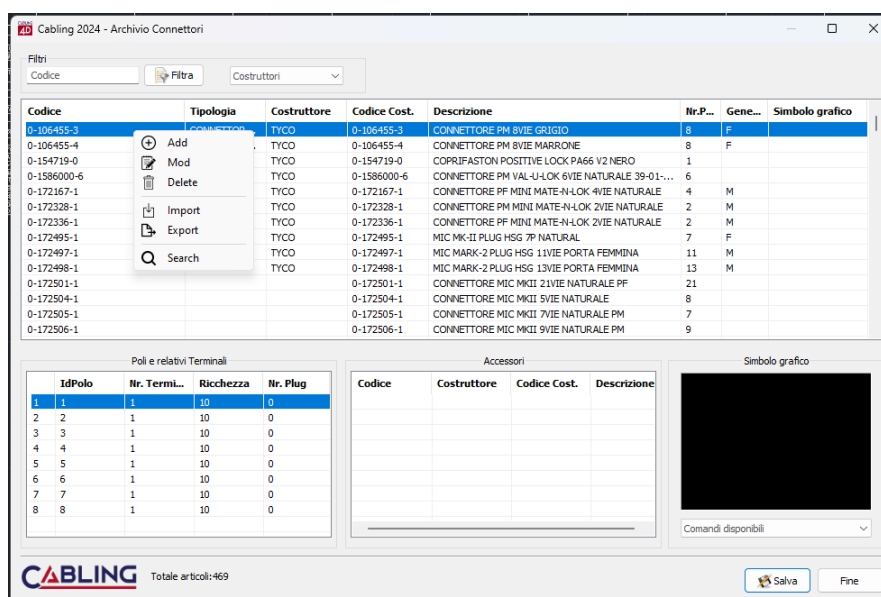 CABLING 4D Cabling 2024 - Archivio Connettori
Filtri
Codice Filtra Costruttori
Codice Tipologia Costruttore Codice Cost. Descrizione Nr.P... Gene... Simbolo grafico
0-106455-3 CONNETTOR... TYCO 0-106455-3 CONNETTORE PM 8VIE GRIGIO 8 F
0-106455-4 TYCO 0-106455-4 CONNETTORE PM 8VIE MARRONE 8 F
0-154719-0 TYCO 0-154719-0 COPRIFASTON POSITIVE LOCK PA66 V2 NERO 1
0-1586000-6 TYCO 0-1586000-6 CONNETTORE PM VAL-U-LOK 6VIE NATURALE 39-01-... 6
0-172167-1 TYCO 0-172167-1 CONNETTORE PF MINI MATE-N-LOK 4VIE NATURALE 4 M
0-172328-1 TYCO 0-172328-1 CONNETTORE PM MINI MATE-N-LOK 2VIE NATURALE 2 M
0-172336-1 TYCO 0-172336-1 CONNETTORE PF MINI MATE-N-LOK 2VIE NATURALE 2 M
0-172495-1 TYCO 0-172495-1 MIC MK-II PLUG HSG 7P NATURAL 7 F
0-172497-1 TYCO 0-172497-1 MIC MARK-2 PLUG HSG 11VIE PORTA FEMMINA 11 M
0-172498-1 TYCO 0-172498-1 MIC MARK-2 PLUG HSG 13VIE PORTA FEMMINA 13 M
0-172501-1 0-172501-1 CONNETTORE MIC MKII 21VIE NATURALE PF 21
0-172504-1 0-172504-1 CONNETTORE MIC MKII 5VIE NATURALE 8
0-172505-1 0-172505-1 CONNETTORE MIC MKII 7VIE NATURALE PM 7
0-172506-1 0-172506-1 CONNETTORE MIC MKII 9VIE NATURALE PM 9
Add
Mod
Delete
Import
Export
Search
Poli e relativi Terminali
IdPolo Nr. Termi... Ricchezza Nr. Plug
1 1 1 10 0
2 2 1 10 0
3 3 1 10 0
4 4 1 10 0
5 5 1 10 0
6 6 1 10 0
7 7 1 10 0
8 8 1 10 0
Accessori
Codice Costruttore Codice Cost. Descrizione
Simbolo grafico
Comandi disponibili
CABLING Totale articoli:469
Salva Fine